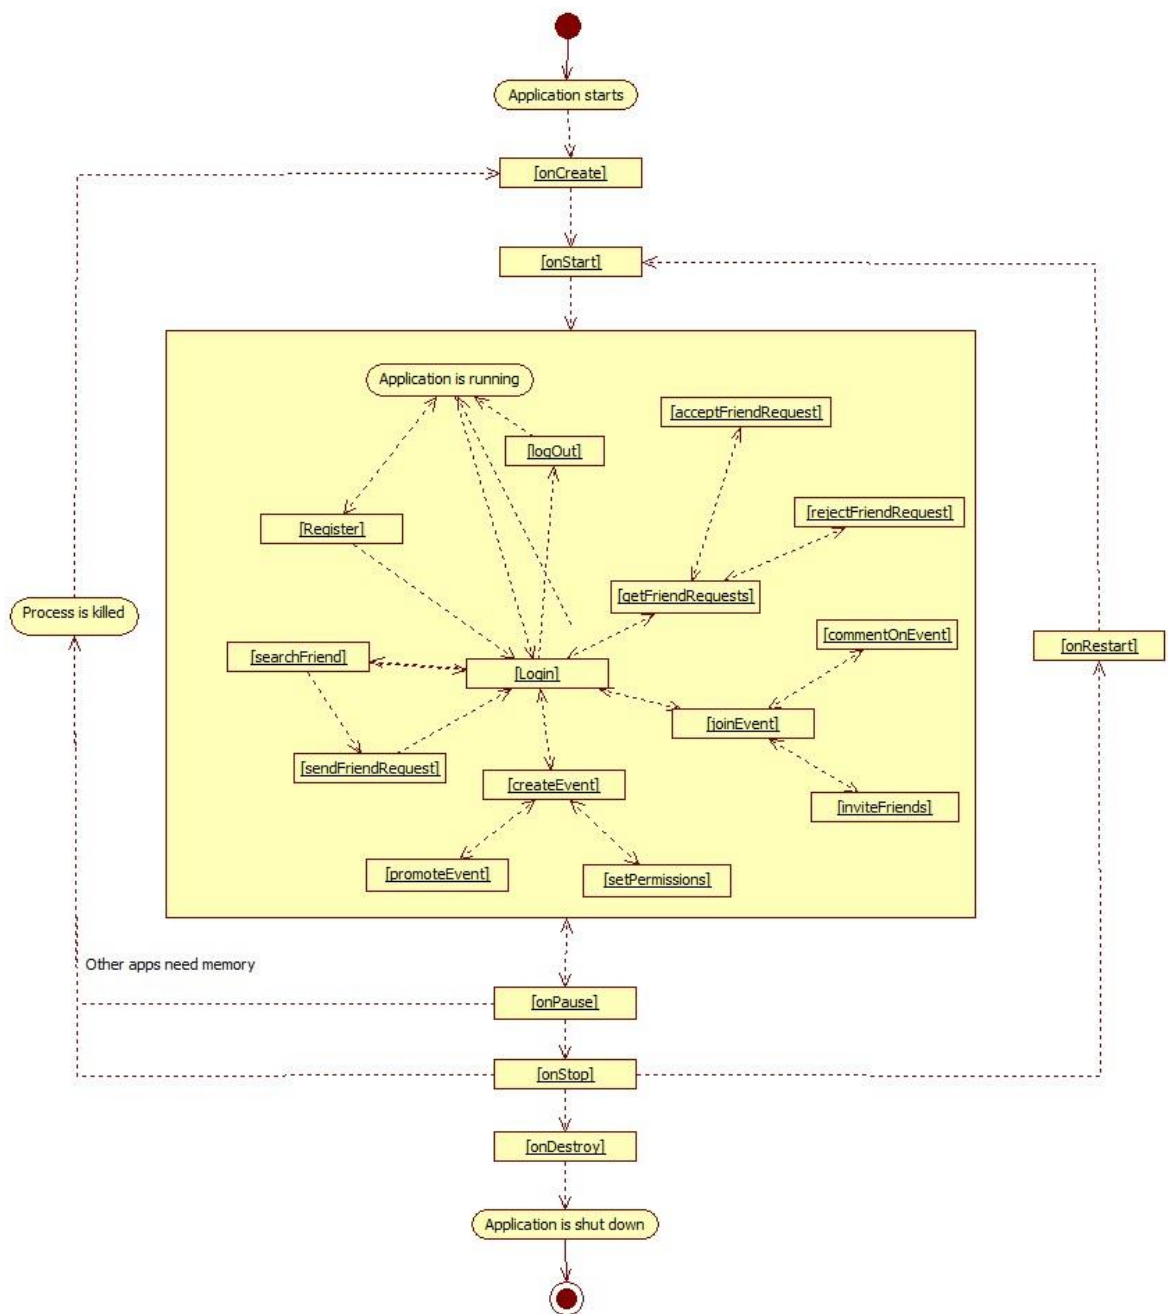 Application starts
[onCreate]
[onStart]
Application is running
[acceptFriendRequest]
[logOut]
[rejectFriendRequest]
[Register]
[getFriendRequests]
Process is killed
[commentOnEvent]
[onRestart]
[searchFriend]
[Login]
[joinEvent]
[sendFriendRequest]
[createEvent]
[inviteFriends]
[promoteEvent]
[setPermissions]
Other apps need memory
[onPause]
[onStop]
[onDestroy]
Application is shut down